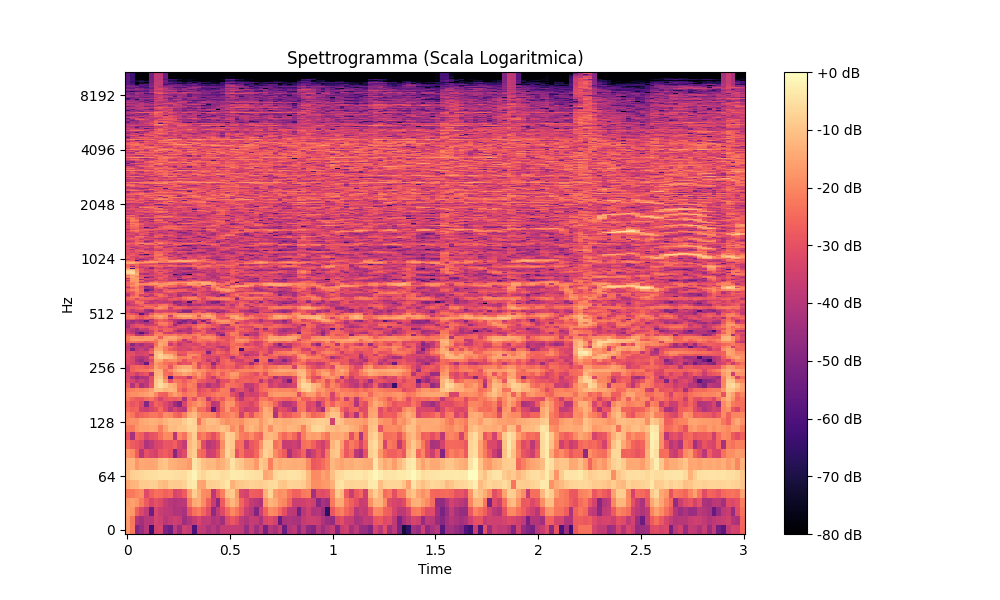 Spettrogramma (Scala Logaritmica)
+0 dB
8192
-10 dB
4096
-20 dB
2048
-30 dB
1024
Hz
512
-40 dB
256
-50 dB
128
-60 dB
64
-70 dB
0
-80 dB
0 0.5 1 1.5 2 2.5 3
Time